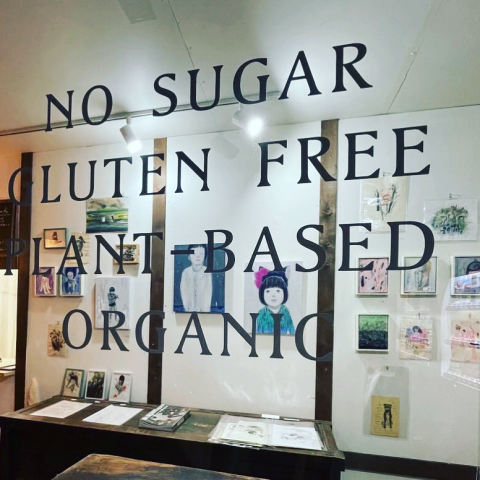 NO SUGAR
GLUTEN FREE
PLANT-BASED
ORGANIC